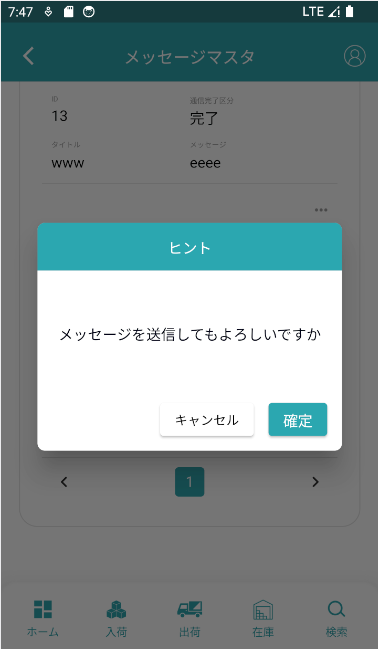 7:47 LTE
メッセージマスタ
ID 通信完了区分
13 完了
タイトル メッセージ
www eeee
ヒント
メッセージを送信してもよろしいですか
キャンセル 確定
1
ホーム 入荷 出荷 在庫 検索